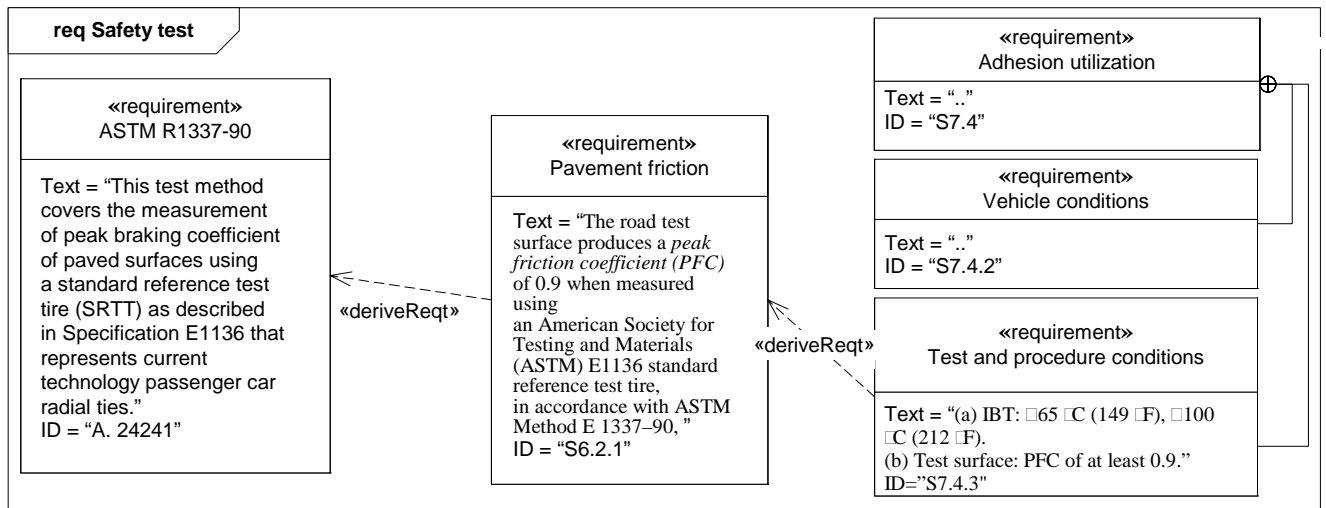 req Safety test
«requirement»
ASTM R1337-90
Text = “This test method
covers the measurement
of peak braking coefficient
of paved surfaces using
a standard reference test
tire (SRTT) as described
in Specification E1136 that
represents current
technology passenger car
radial ties.”
ID = “A. 24241”
«deriveReqt»
«requirement»
Pavement friction
Text = “The road test
surface produces a peak
friction coefficient (PFC)
of 0.9 when measured
using
an American Society for
Testing and Materials
(ASTM) E1136 standard
reference test tire,
in accordance with ASTM
Method E 1337–90, ”
ID = “S6.2.1”
«deriveReqt»
«requirement»
Adhesion utilization
Text = “..”
ID = “S7.4”
«requirement»
Vehicle conditions
Text = “..”
ID = “S7.4.2”
«requirement»
Test and procedure conditions
Text = “(a) IBT: □65 □C (149 □F), □100
□C (212 □F).
(b) Test surface: PFC of at least 0.9.”
ID=”S7.4.3"